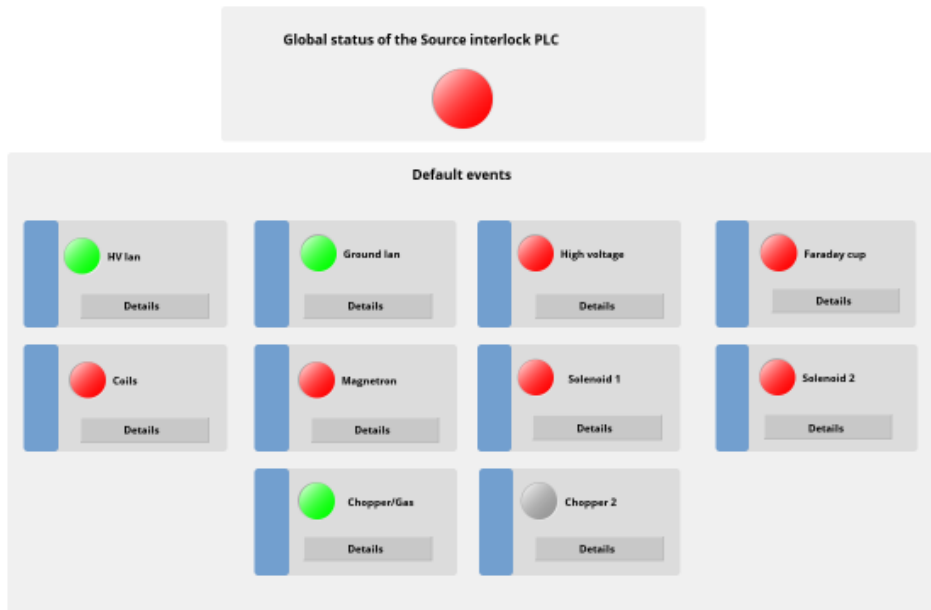 Global status of the Source interlock PLC
Default events
HV lan
Details
Ground lan
Details
High voltage
Details
Faraday cup
Details
Coils
Details
Magnetron
Details
Solenoid 1
Details
Solenoid 2
Details
Chopper/Gas
Details
Chopper 2
Details